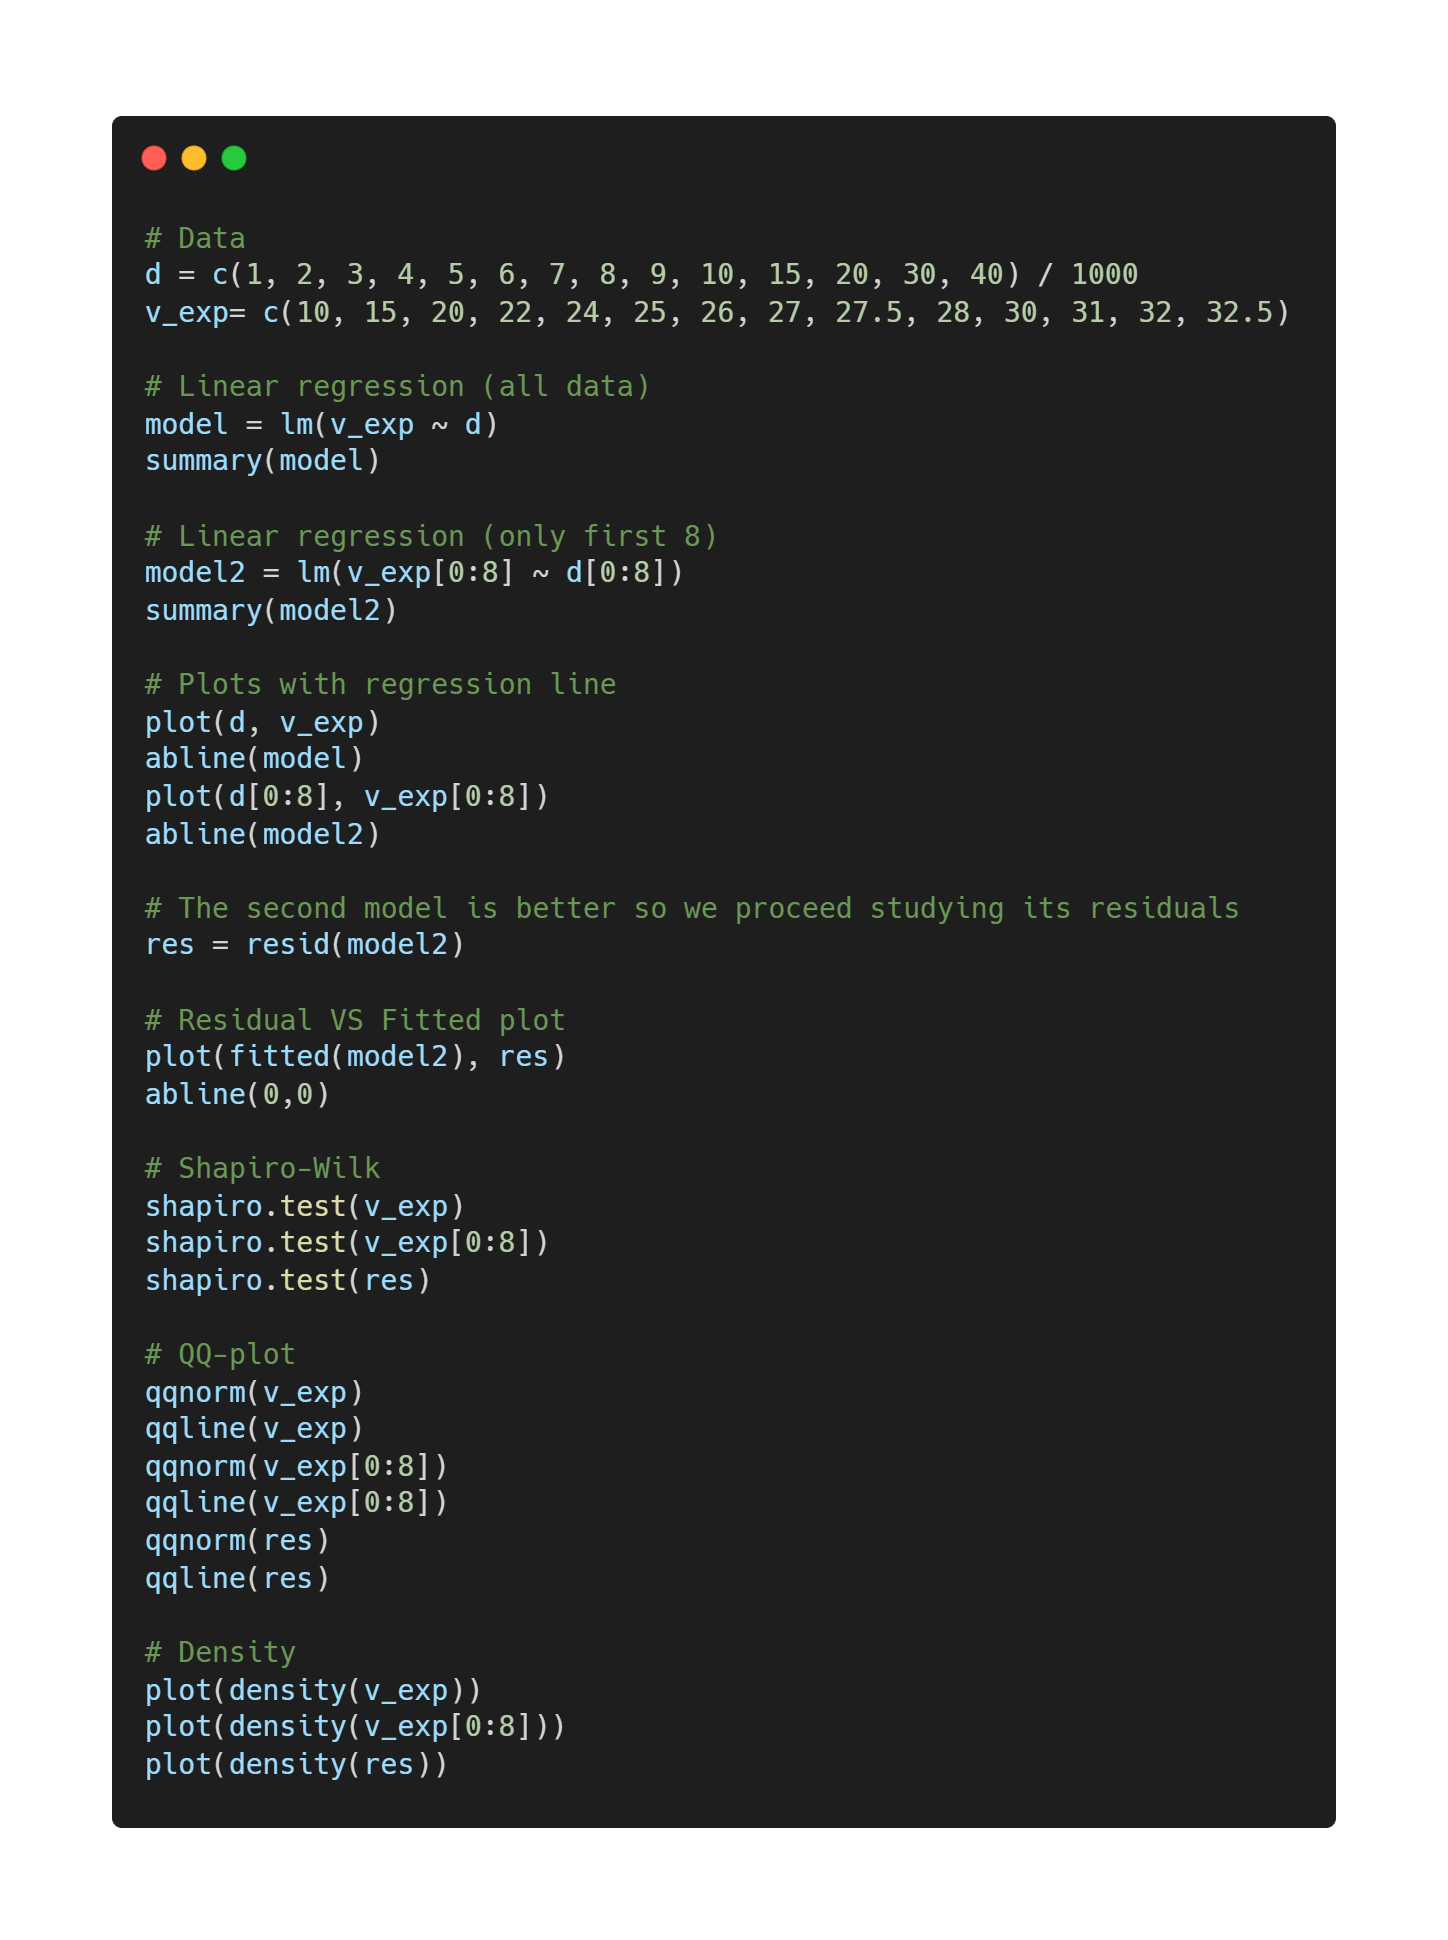 # Data
d = c(1, 2, 3, 4, 5, 6, 7, 8, 9, 10, 15, 20, 30, 40) / 1000
v_exp= c(10, 15, 20, 22, 24, 25, 26, 27, 27.5, 28, 30, 31, 32, 32.5)
# Linear regression (all data)
model = lm(v_exp ~ d)
summary(model)
# Linear regression (only first 8)
model2 = lm(v_exp[0:8] ~ d[0:8])
summary(model2)
# Plots with regression line
plot(d, v_exp)
abline(model)
plot(d[0:8], v_exp[0:8])
abline(model2)
# The second model is better so we proceed studying its residuals
res = resid(model2)
# Residual VS Fitted plot
plot(fitted(model2), res)
abline(0,0)
# Shapiro-Wilk
shapiro.test(v_exp)
shapiro.test(v_exp[0:8])
shapiro.test(res)
# QQ-plot
qqnorm(v_exp)
qqline(v_exp)
qqnorm(v_exp[0:8])
qqline(v_exp[0:8])
qqnorm(res)
qqline(res)
# Density
plot(density(v_exp))
plot(density(v_exp[0:8]))
plot(density(res))